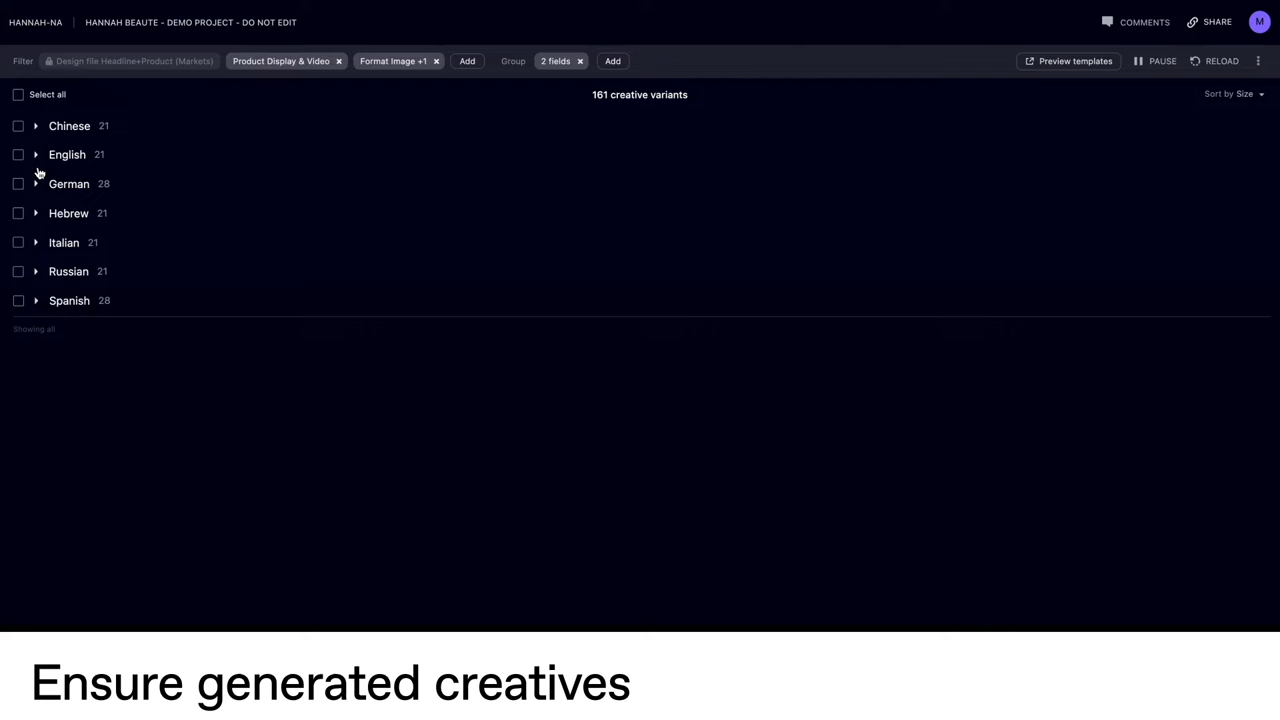 HANNAH-NA | HANNAH BEAUTE - DEMO PROJECT - DO NOT EDIT COMMENTS SHARE M
Filter Design file Headline+Product (Markets) Product Display & Video × Format Image +1 × Add Group 2 fields × Add Preview templates PAUSE RELOAD
Select all 161 creative variants Sort by Size
Chinese 21
English 21
German 28
Hebrew 21
Italian 21
Russian 21
Spanish 28
Showing all
Ensure generated creatives